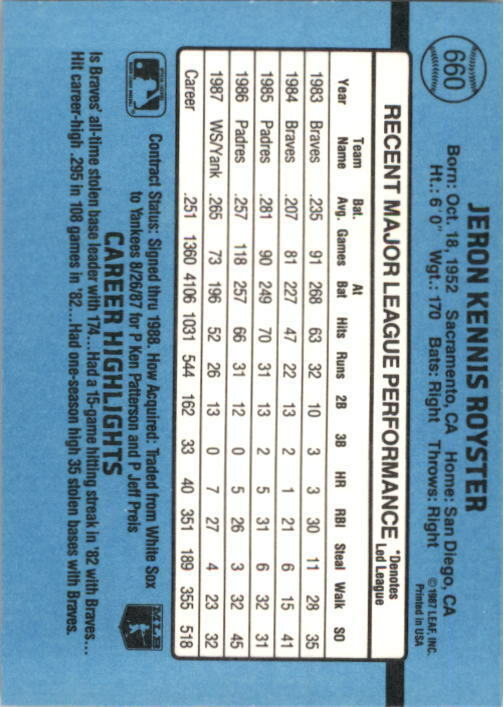 660
JERON KENNIS ROYSTER
Born: Oct. 18, 1952 Sacramento, CA Home: San Diego, CA
Ht.: 6' 0" Wgt.: 170 Bats: Right Throws: Right
©1987 LEAF, INC.
Printed in USA
RECENT MAJOR LEAGUE PERFORMANCE *Denotes Led League
Year Team Name Bat. Avg. Games At Bat Hits Runs 2B 3B HR RBI Steal Walk SO
1983 Braves .235 91 268 63 32 10 3 3 30 11 28 35
1984 Braves .207 81 227 47 22 13 2 1 21 6 15 41
1985 Padres .281 90 249 70 31 13 2 5 31 6 32 31
1986 Padres .257 118 257 66 31 12 0 5 26 3 32 45
1987 WS/Yank .265 73 196 52 26 13 0 7 27 4 23 32
Career .251 1360 4106 1031 544 162 33 40 351 189 355 518
Contract Status: Signed thru 1988. How Acquired: Traded from White Sox
to Yankees 8/26/87 for P Ken Patterson and P Jeff Preis
MLB
CAREER HIGHLIGHTS
Is Braves' all-time stolen base leader with 174...Had a 15-game hitting streak in '82 with Braves...
Hit career-high .295 in 108 games in '82...Had one-season high 35 stolen bases with Braves.